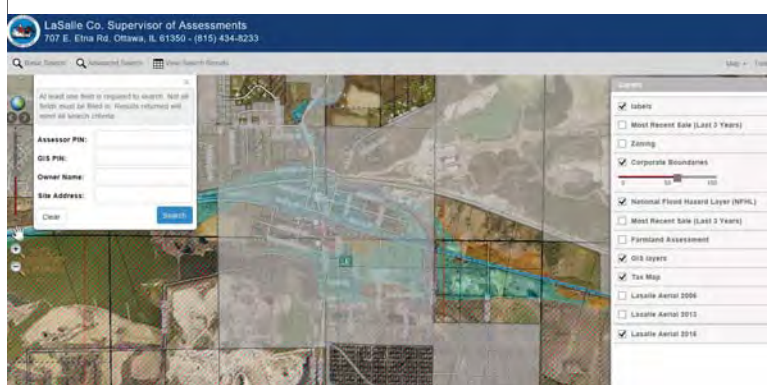 LaSalle Co. Supervisor of Assessments
707 E. Etna Rd. Ottawa, IL 61350 - (815) 434-8233
Basic Search Advanced Search View Search Results Map
At least one field is required to search. Not all
fields must be filled in. Results returned will
meet all search criteria.
Assessor PIN:
GIS PIN:
Owner Name:
Site Address:
Clear Search
Layers
labels
Most Recent Sale (Last 3 Years)
Zoning
Corporate Boundaries
0 50 100
National Flood Hazard Layer (NFHL)
Most Recent Sale (Last 3 Years)
Farmland Assessment
GIS layers
Tax Map
Lasalle Aerial 2006
Lasalle Aerial 2013
Lasalle Aerial 2016